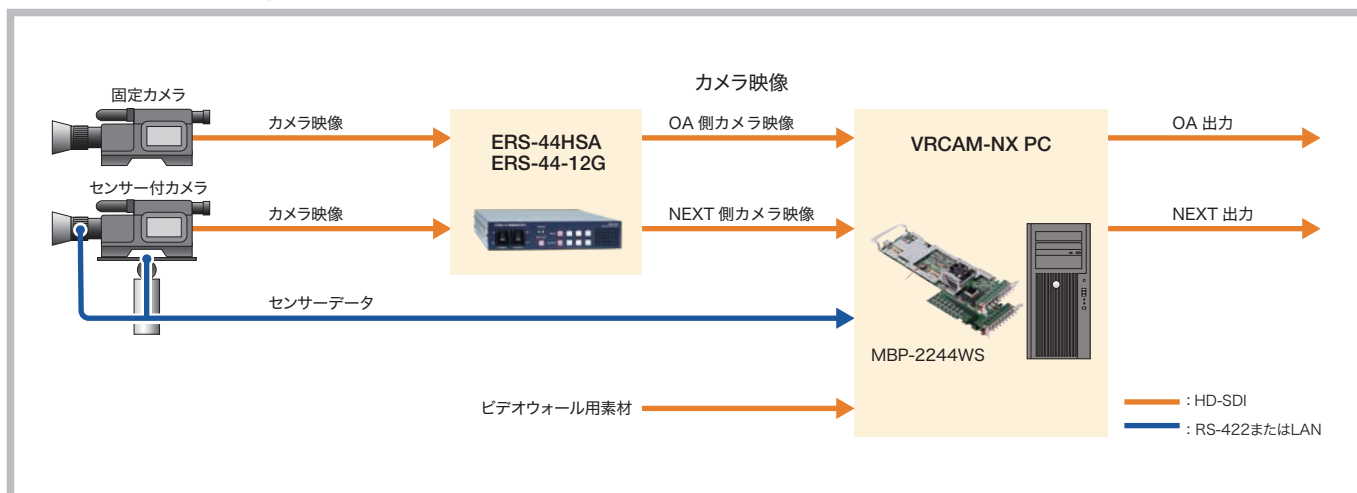 カメラ映像
固定カメラ
カメラ映像
ERS-44HSA
ERS-44-12G
OA 側カメラ映像
VRCAM-NX PC
OA 出力
センサー付カメラ
カメラ映像
NEXT 側カメラ映像
NEXT 出力
センサーデータ
MBP-2244WS
ビデオウォール用素材
: HD-SDI
: RS-422またはLAN